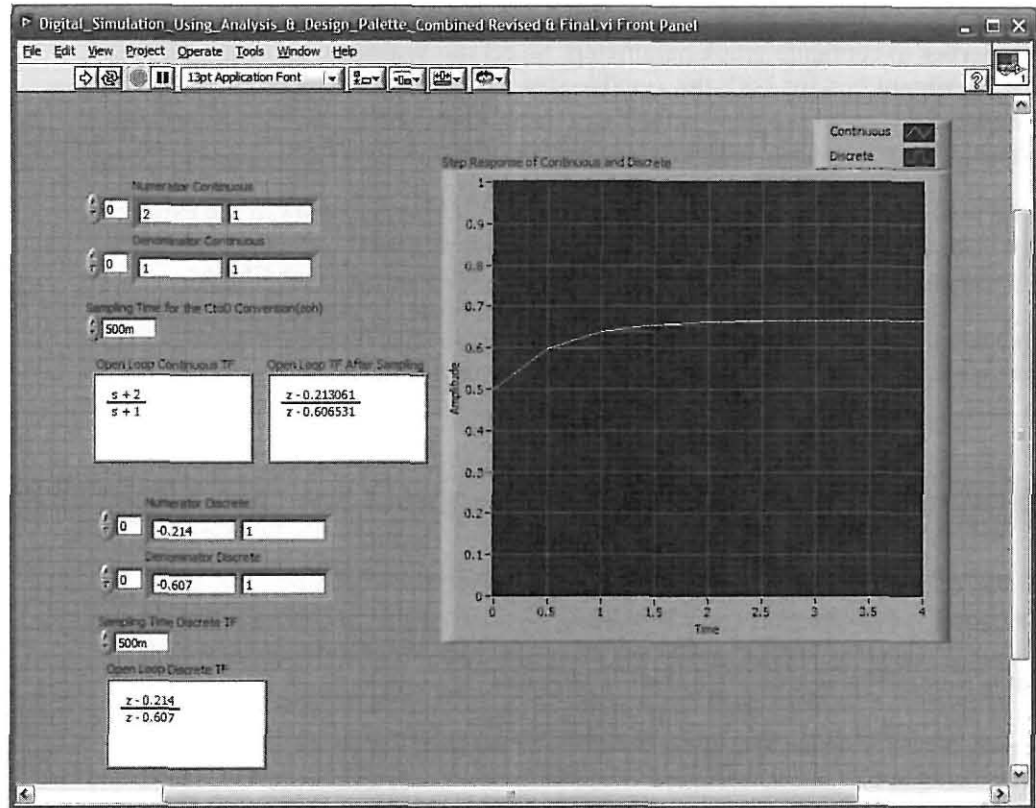 Digital_Simulation_Using_Analysis_&_Design_Palette_Combined Revised & Final.vi Front Panel
File Edit View Project Operate Tools Window Help
13pt Application Font
1
Continuous
Discrete
Step Response of Continuous and Discrete
Numerator Continuous
0 2 1
Denominator Continuous
0 1 1
Sampling Time for the CtoD Conversion(zoh)
500m
Open Loop Continuous TF
s + 2
s + 1
Open Loop TF After Sampling
z - 0.213061
z - 0.606531
Numerator Discrete
0 -0.214 1
Denominator Discrete
0 -0.607 1
Sampling Time Discrete TF
500m
Open Loop Discrete TF
z - 0.214
z - 0.607
1
0.9
0.8
0.7
0.6
0.5
0.4
0.3
0.2
0.1
0
Amplitude
0 0.5 1 1.5 2 2.5 3 3.5 4
Time